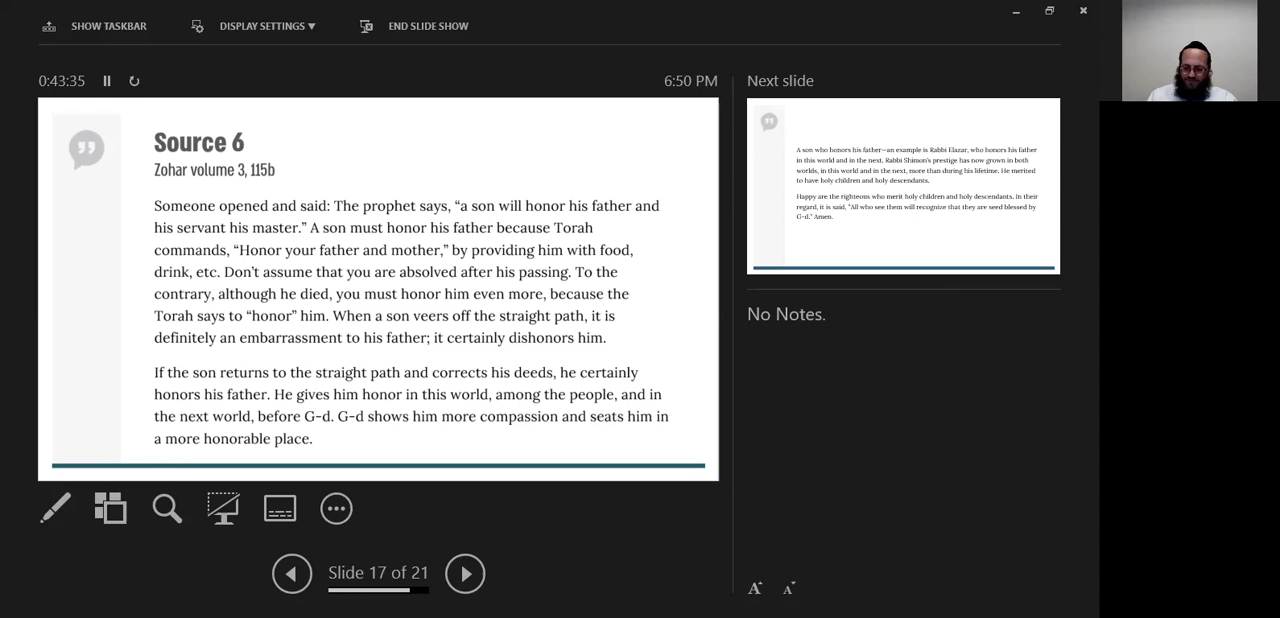 SHOW TASKBAR
DISPLAY SETTINGS
END SLIDE SHOW
0:43:35
6:50 PM
Source 6
Zohar volume 3, 115b
Someone opened and said: The prophet says, “a son will honor his father and
his servant his master.” A son must honor his father because Torah
commands, “Honor your father and mother,” by providing him with food,
drink, etc. Don’t assume that you are absolved after his passing. To the
contrary, although he died, you must honor him even more, because the
Torah says to “honor” him. When a son veers off the straight path, it is
definitely an embarrassment to his father; it certainly dishonors him.
If the son returns to the straight path and corrects his deeds, he certainly
honors his father. He gives him honor in this world, among the people, and in
the next world, before G-d. G-d shows him more compassion and seats him in
a more honorable place.
Slide 17 of 21
Next slide
A son who honors his father—an example is Rabbi Elazar, who honors his father
in this world and in the next. Rabbi Shimon’s prestige has now grown in both
worlds, in this world and in the next, more than during his lifetime. He merited
to have holy children and holy descendants.
Happy are the righteous who merit holy children and holy descendants. In their
regard, it is said, “All who see them will recognize that they are seed blessed by
G-d.” Amen.
No Notes.
A A